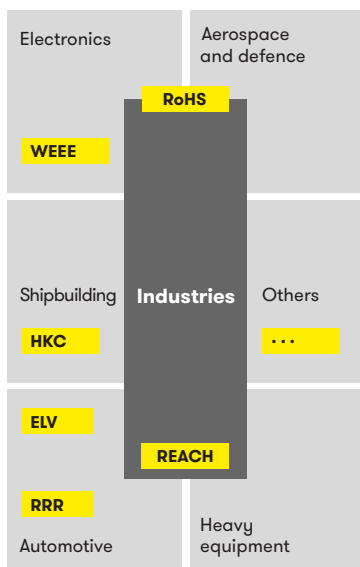 Electronics
Aerospace
and defence
RoHS
WEEE
Shipbuilding
Industries
Others
HKC
...
ELV
REACH
RRR
Automotive
Heavy
equipment